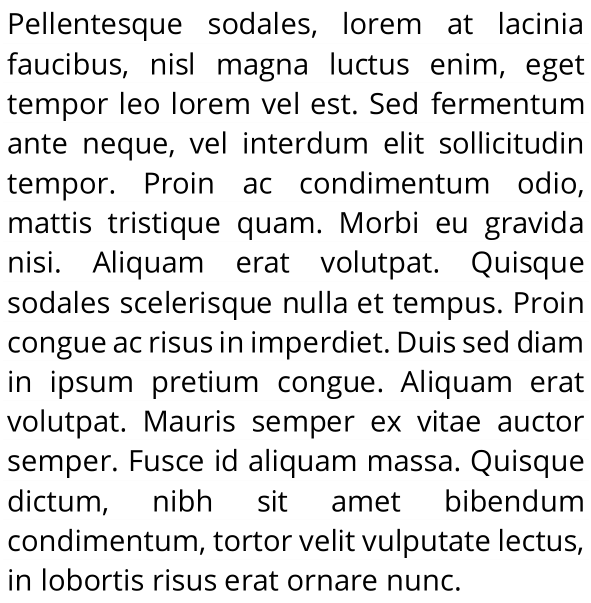 Pellentesque sodales, lorem at lacinia
faucibus, nisl magna luctus enim, eget
tempor leo lorem vel est. Sed fermentum
ante neque, vel interdum elit sollicitudin
tempor. Proin ac condimentum odio,
mattis tristique quam. Morbi eu gravida
nisi. Aliquam erat volutpat. Quisque
sodales scelerisque nulla et tempus. Proin
congue ac risus in imperdiet. Duis sed diam
in ipsum pretium congue. Aliquam erat
volutpat. Mauris semper ex vitae auctor
semper. Fusce id aliquam massa. Quisque
dictum, nibh sit amet bibendum
condimentum, tortor velit vulputate lectus,
in lobortis risus erat ornare nunc.